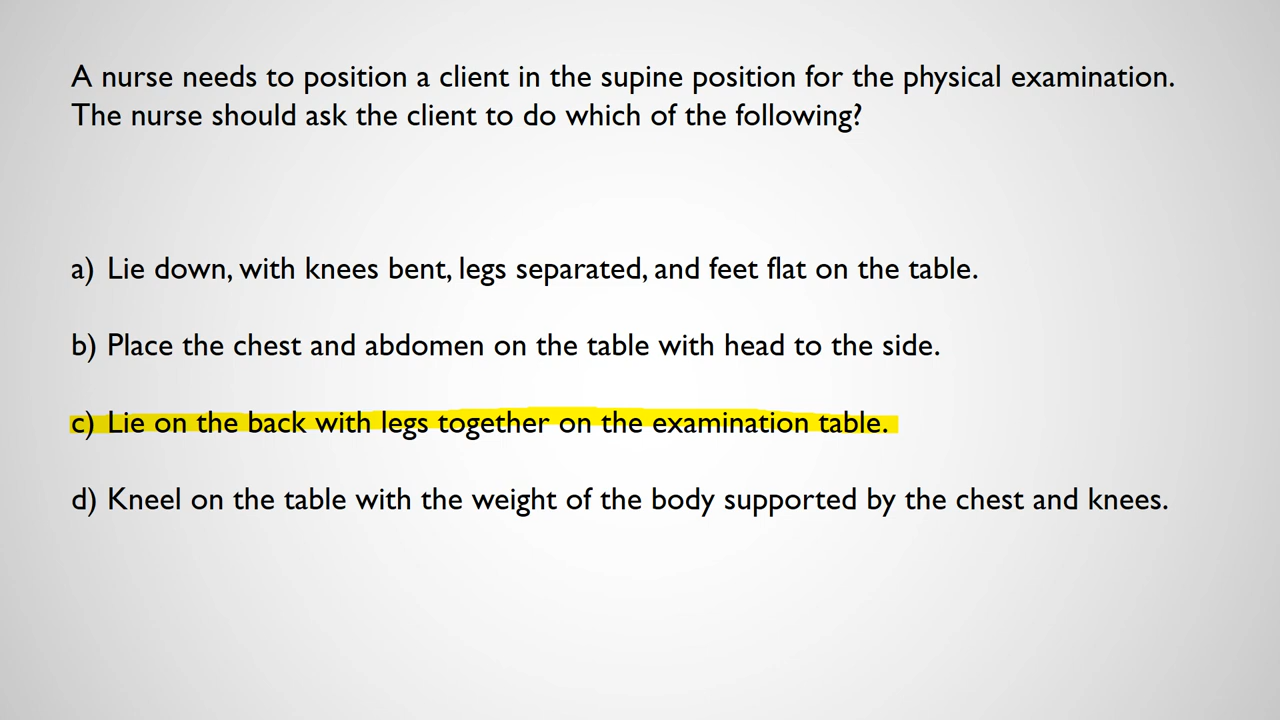 A nurse needs to position a client in the supine position for the physical examination.
The nurse should ask the client to do which of the following?
a) Lie down, with knees bent, legs separated, and feet flat on the table.
b) Place the chest and abdomen on the table with head to the side.
c) Lie on the back with legs together on the examination table.
d) Kneel on the table with the weight of the body supported by the chest and knees.